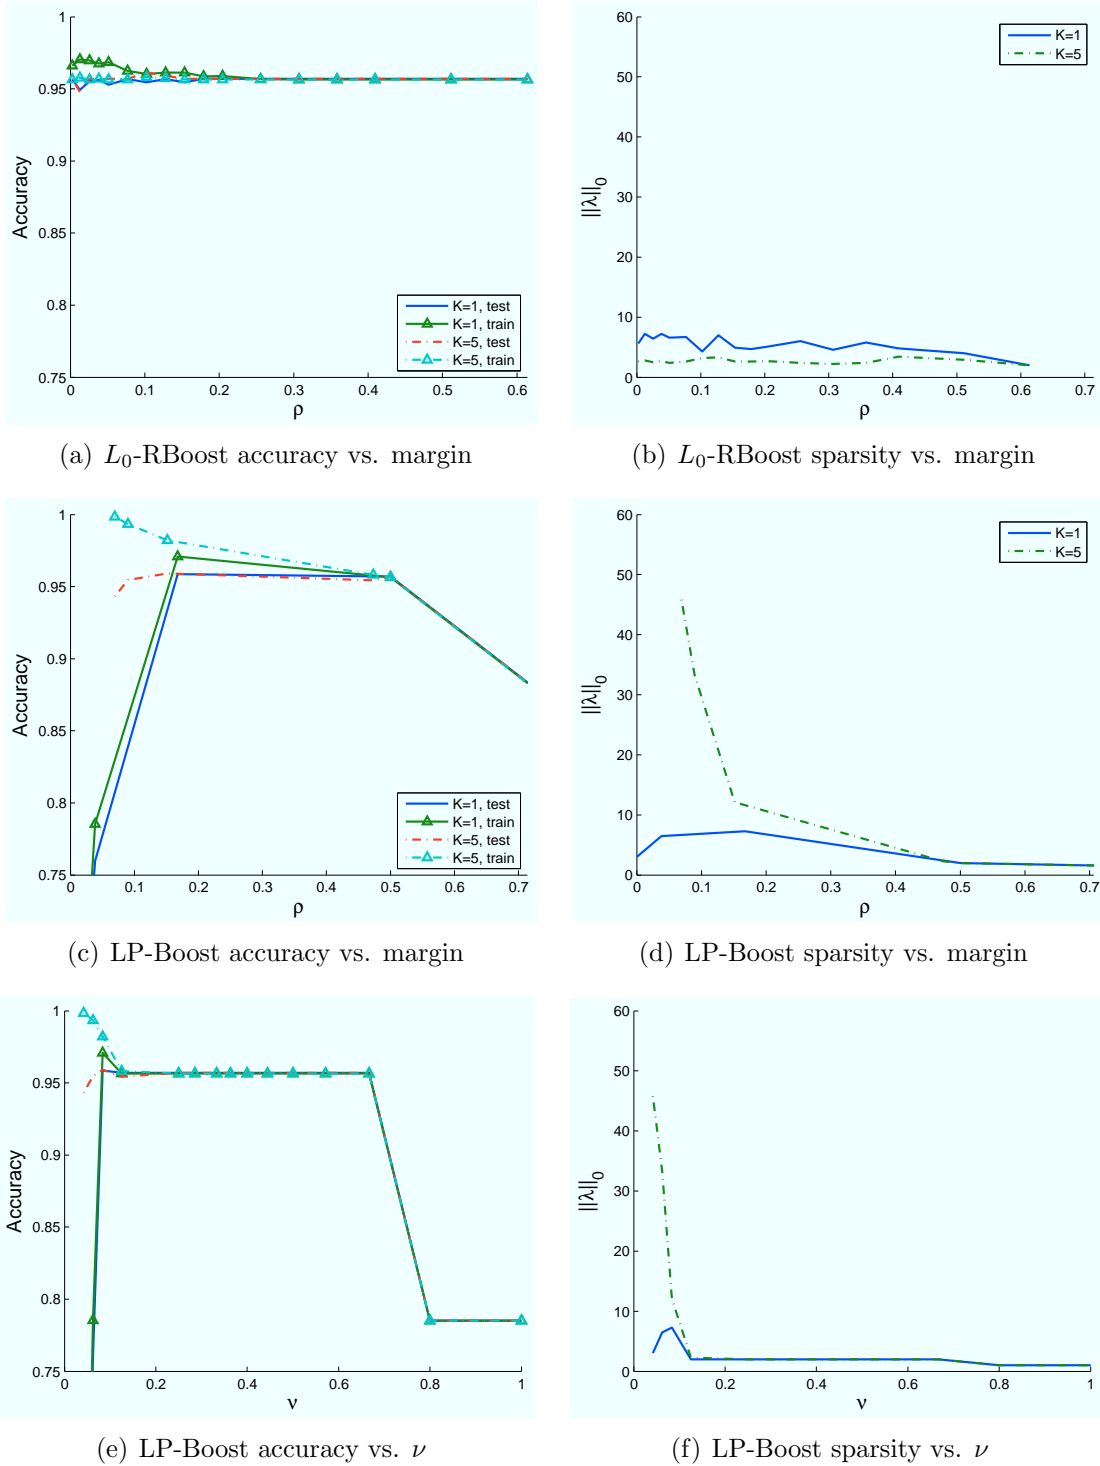 1
0.95
0.9
0.85
0.8
0.75
Accuracy
0
0.1
0.2
0.3
0.4
0.5
0.6
ρ
K=1, test
K=1, train
K=5, test
K=5, train
(a) L₀-RBoost accuracy vs. margin
60
50
40
30
20
10
0
||λ||₀
0
0.1
0.2
0.3
0.4
0.5
0.6
0.7
ρ
K=1
K=5
(b) L₀-RBoost sparsity vs. margin
1
0.95
0.9
0.85
0.8
0.75
Accuracy
0
0.1
0.2
0.3
0.4
0.5
0.6
0.7
ρ
K=1, test
K=1, train
K=5, test
K=5, train
(c) LP-Boost accuracy vs. margin
60
50
40
30
20
10
0
||λ||₀
0
0.1
0.2
0.3
0.4
0.5
0.6
0.7
ρ
K=1
K=5
(d) LP-Boost sparsity vs. margin
1
0.95
0.9
0.85
0.8
0.75
Accuracy
0
0.2
0.4
0.6
0.8
1
ν
(e) LP-Boost accuracy vs. ν
60
50
40
30
20
10
0
||λ||₀
0
0.2
0.4
0.6
0.8
1
ν
(f) LP-Boost sparsity vs. ν